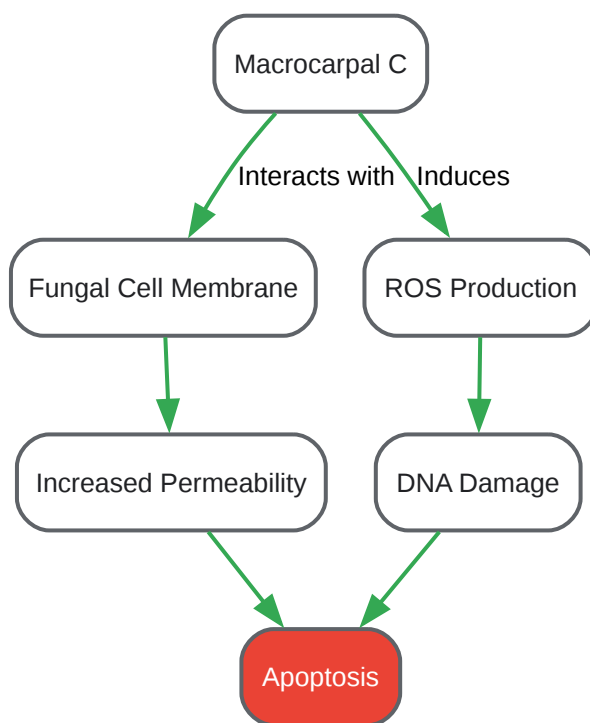 Macrocarpal C
Interacts with
Induces
Fungal Cell Membrane
ROS Production
Increased Permeability
DNA Damage
Apoptosis